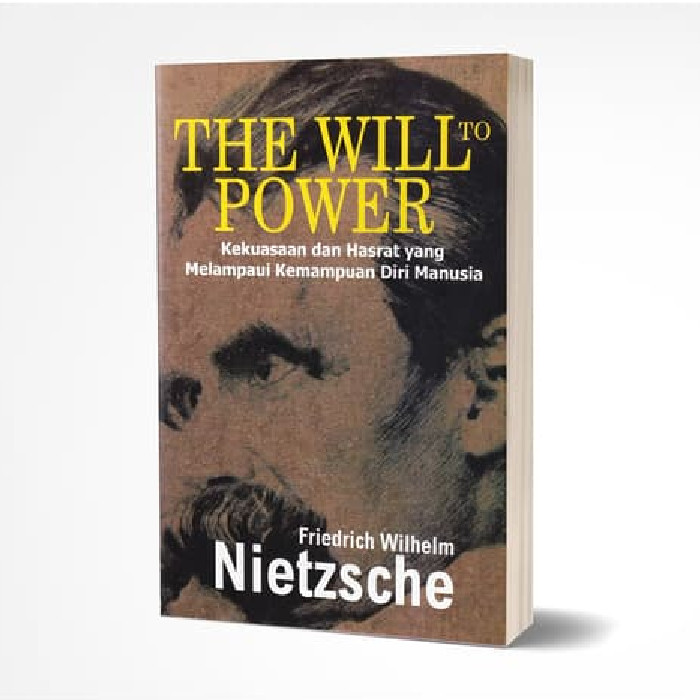 THE WILL TO
POWER
Kekuasaan dan Hasrat yang
Melampaui Kemampuan Diri Manusia
Friedrich Wilhelm
Nietzsche